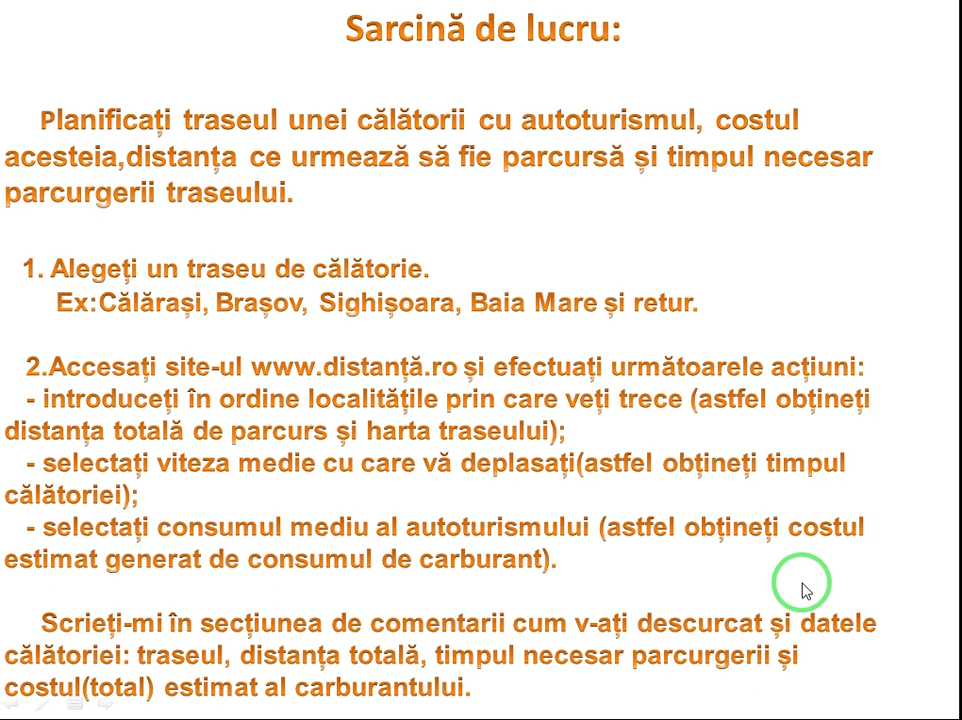 Sarcină de lucru:
Planificați traseul unei călătorii cu autoturismul, costul
acesteia,distanța ce urmează să fie parcursă și timpul necesar
parcurgerii traseului.
1. Alegeți un traseu de călătorie.
Ex:Călărași, Brașov, Sighișoara, Baia Mare și retur.
2.Accesați site-ul www.distanță.ro și efectuați următoarele acțiuni:
- introduceți în ordine localitățile prin care veți trece (astfel obțineți
distanța totală de parcurs și harta traseului);
- selectați viteza medie cu care vă deplasați(astfel obțineți timpul
călătoriei);
- selectați consumul mediu al autoturismului (astfel obțineți costul
estimat generat de consumul de carburant).
Scrieți-mi în secțiunea de comentarii cum v-ați descurcat și datele
călătoriei: traseul, distanța totală, timpul necesar parcurgerii și
costul(total) estimat al carburantului.